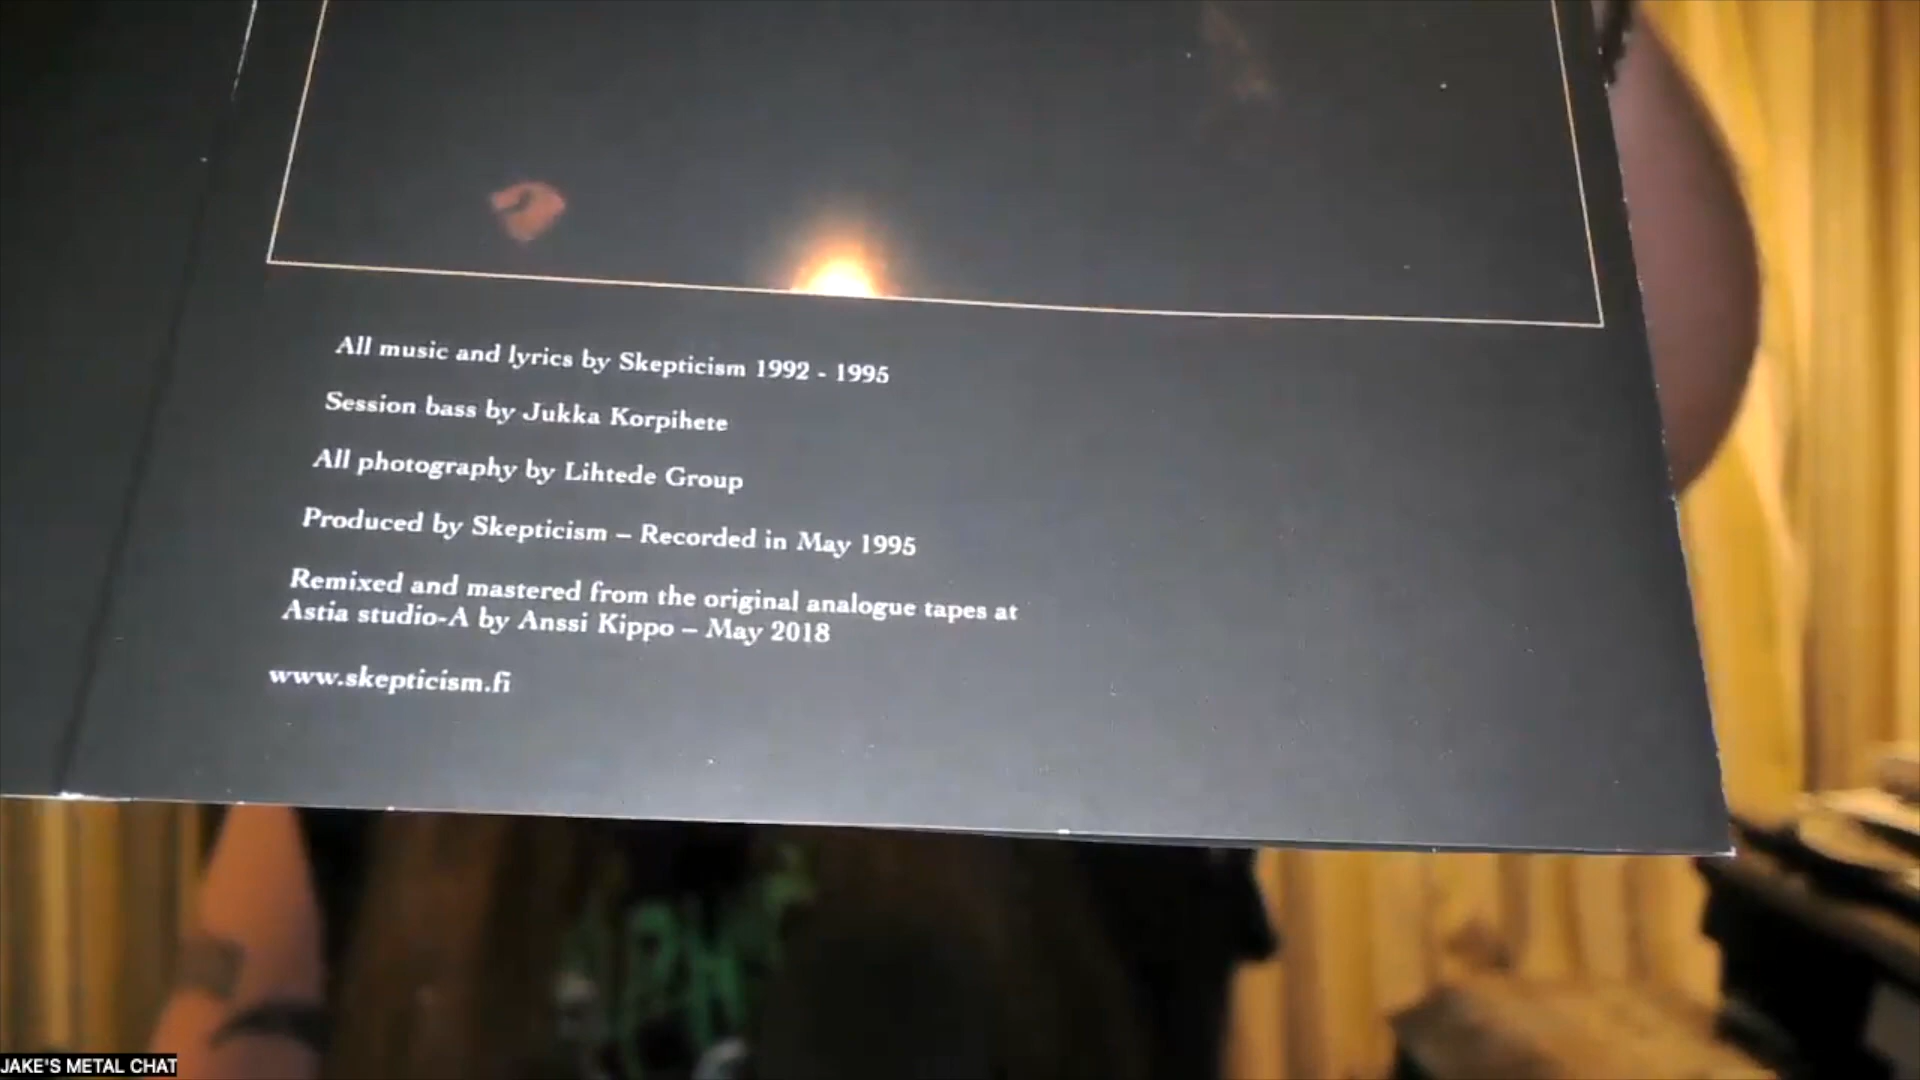 All music and lyrics by Skepticism 1992 - 1995
Session bass by Jukka Korpihete
All photography by Lihtede Group
Produced by Skepticism – Recorded in May 1995
Remixed and mastered from the original analogue tapes at
Astia studio-A by Anssi Kippo – May 2018
www.skepticism.fi
JAKE'S METAL CHAT